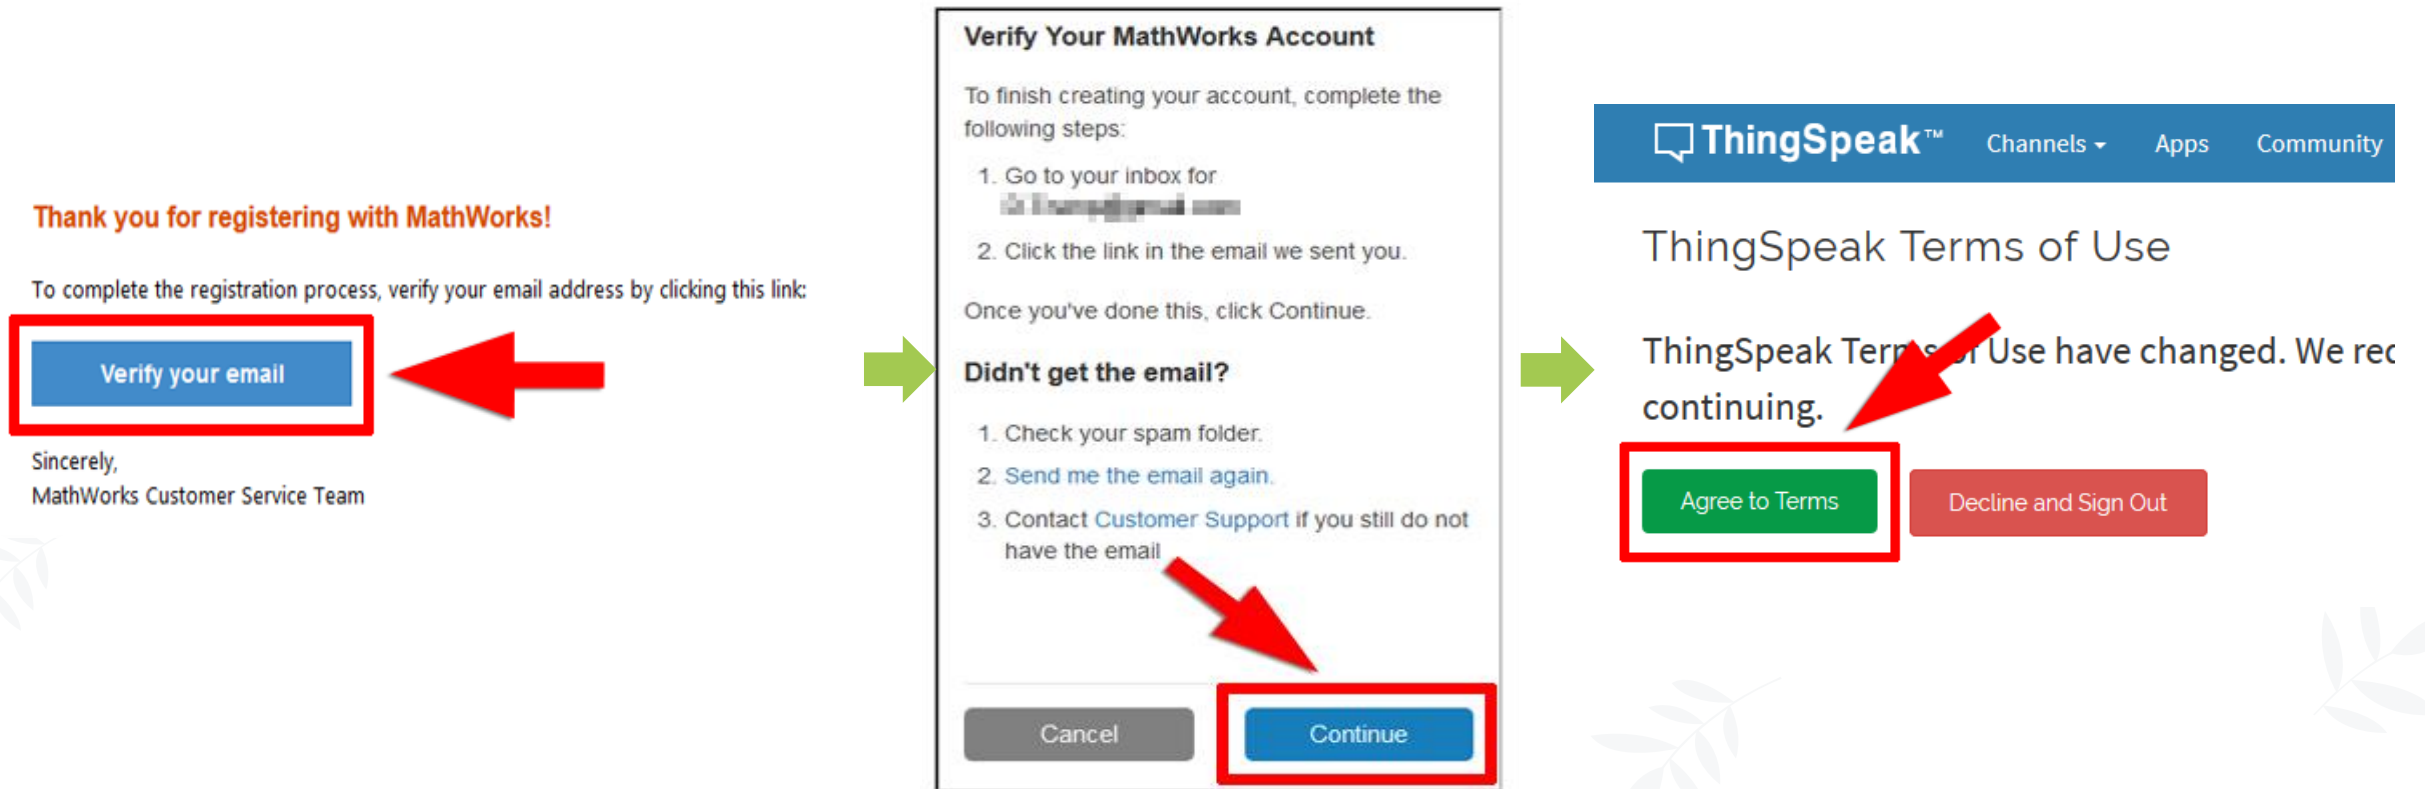 Thank you for registering with MathWorks!
To complete the registration process, verify your email address by clicking this link:
Verify your email
Sincerely,
MathWorks Customer Service Team
Verify Your MathWorks Account
To finish creating your account, complete the
following steps:
1. Go to your inbox for
2. Click the link in the email we sent you.
Once you've done this, click Continue.
Didn't get the email?
1. Check your spam folder.
2. Send me the email again.
3. Contact Customer Support if you still do not
have the email
Cancel
Continue
ThingSpeak™
Channels
Apps
Community
ThingSpeak Terms of Use
ThingSpeak Terms of Use have changed. We rec
continuing.
Agree to Terms
Decline and Sign Out